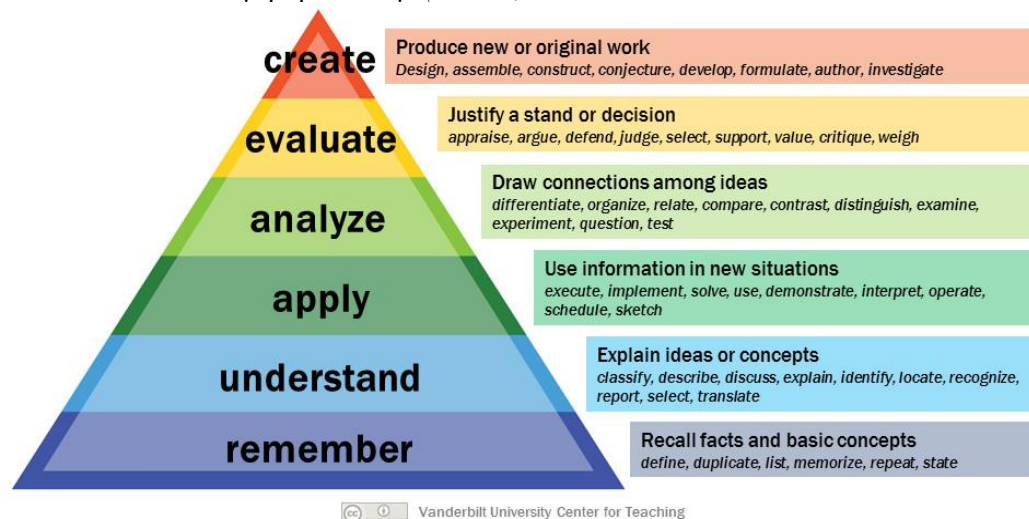 create
Produce new or original work
Design, assemble, construct, conjecture, develop, formulate, author, investigate
evaluate
Justify a stand or decision
appraise, argue, defend, judge, select, support, value, critique, weigh
analyze
Draw connections among ideas
differentiate, organize, relate, compare, contrast, distinguish, examine,
experiment, question, test
apply
Use information in new situations
execute, implement, solve, use, demonstrate, interpret, operate,
schedule, sketch
understand
Explain ideas or concepts
classify, describe, discuss, explain, identify, locate, recognize,
report, select, translate
remember
Recall facts and basic concepts
define, duplicate, list, memorize, repeat, state
cc
Vanderbilt University Center for Teaching